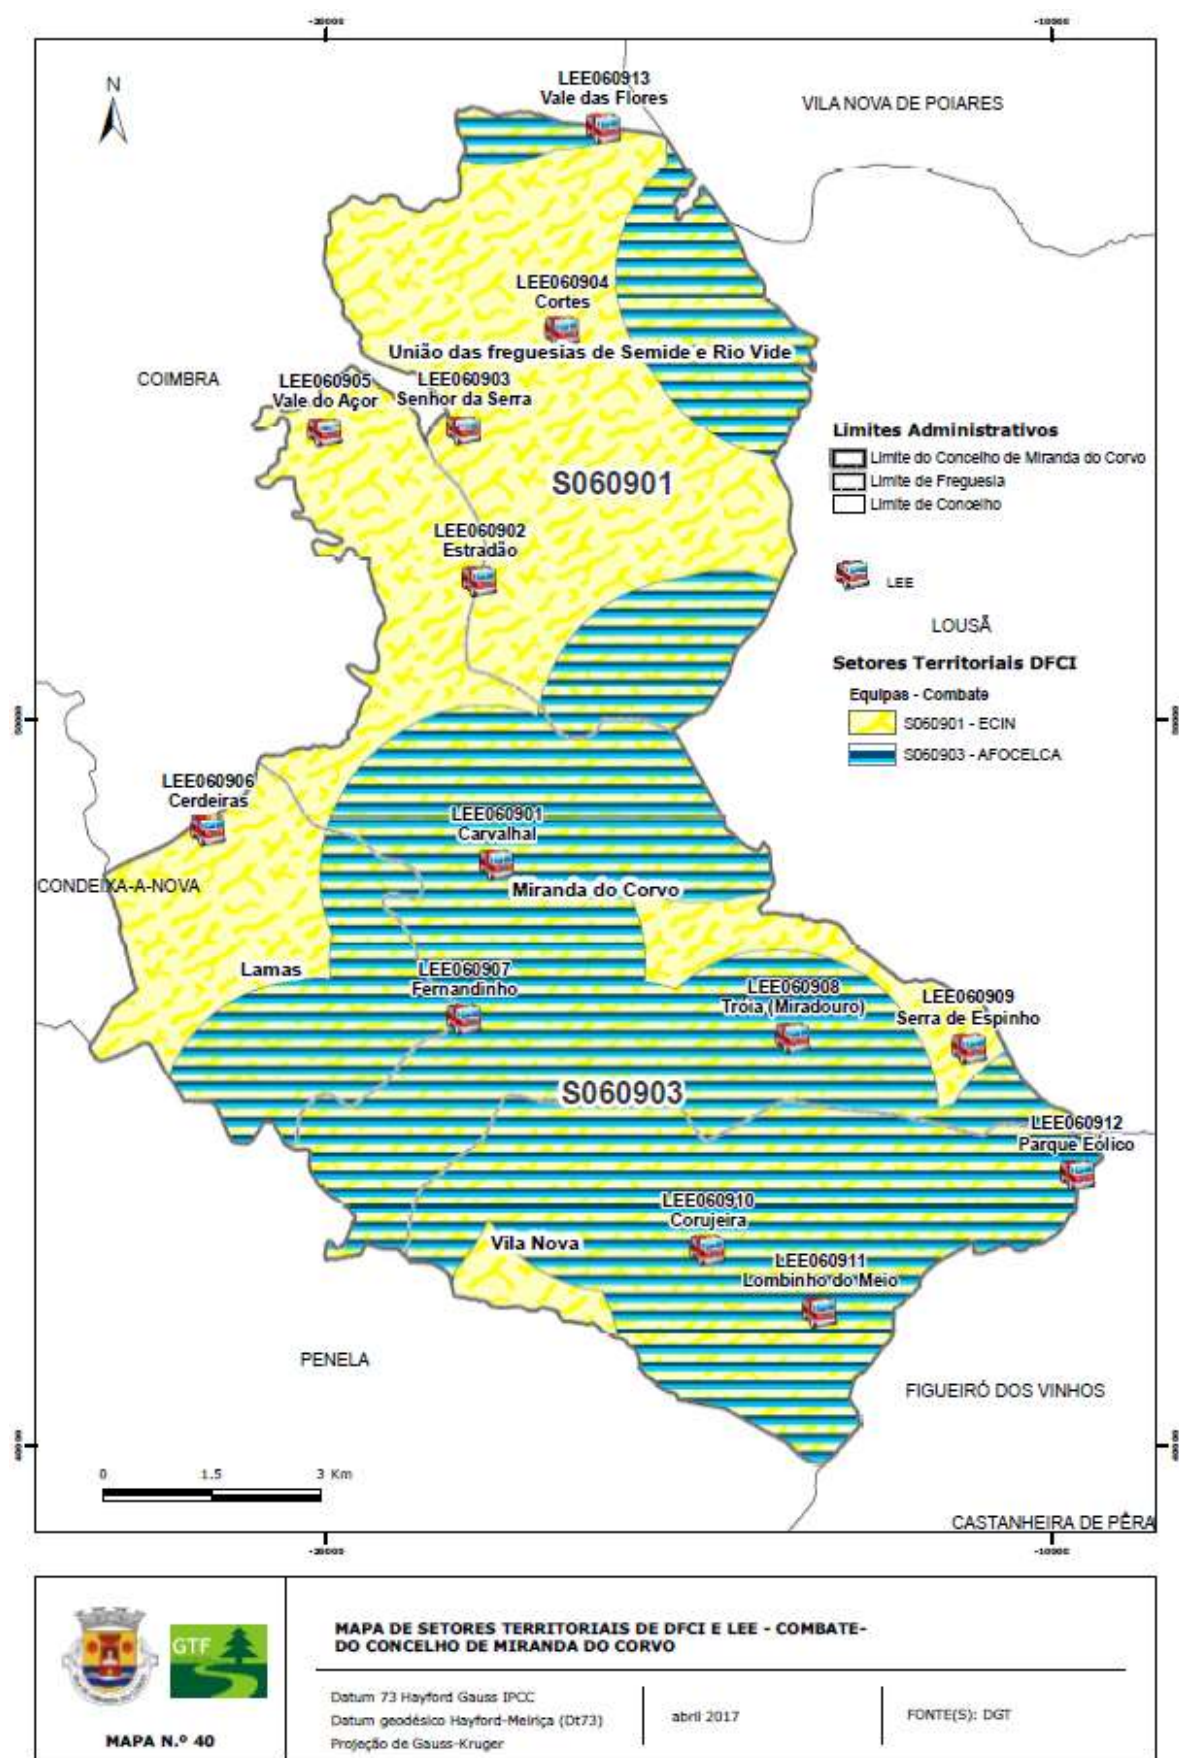 -20000
-10000
N
LEE060913
Vale das Flores
VILA NOVA DE POIARES
LEE060904
Cortes
União das freguesias de Semide e Rio Vide
COIMBRA
LEE060905
Vale do Açor
LEE060903
Senhor da Serra
S060901
LEE060902
Estradão
Limites Administrativos
Limite do Concelho de Miranda do Corvo
Limite de Freguesia
Limite de Concelho
LEE
LOUSÃ
Setores Territoriais DFCI
Equipas - Combate
S060901 - ECIN
S060903 - AFOCELCA
50000
50000
LEE060906
Cerdeiras
LEE060901
Carvalhal
CONDEIXA-A-NOVA
Miranda do Corvo
Lamas
LEE060907
Fernandinho
LEE060908
Tróia (Miradouro)
LEE060909
Serra de Espinho
S060903
LEE060912
Parque Eólico
LEE060910
Corujeira
Vila Nova
LEE060911
Lombinho do Meio
PENELA
FIGUEIRÓ DOS VINHOS
40000
40000
0 1.5 3 Km
CASTANHEIRA DE PÊRA
-20000
-10000
GTF
MAPA N.º 40
MAPA DE SETORES TERRITORIAIS DE DFCI E LEE - COMBATE-
DO CONCELHO DE MIRANDA DO CORVO
Datum 73 Hayford Gauss IPCC
Datum geodésico Hayford-Melriça (Dt73)
Projeção de Gauss-Kruger
abril 2017
FONTE(S): DGT